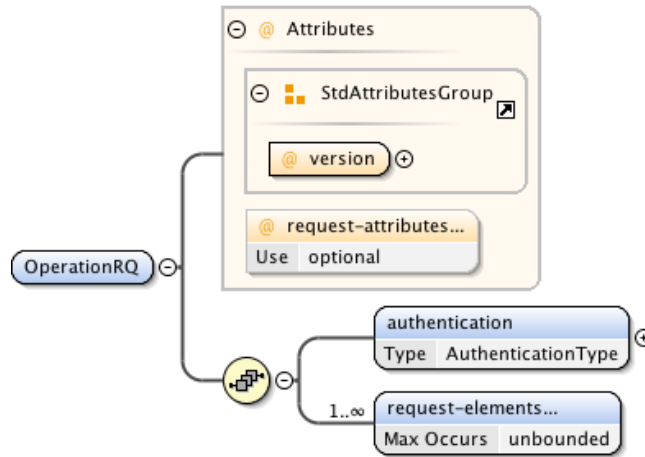 @ Attributes
StdAttributesGroup
@ version
@ request-attributes...
Use optional
OperationRQ
authentication
Type AuthenticationType
1..∞
request-elements...
Max Occurs unbounded